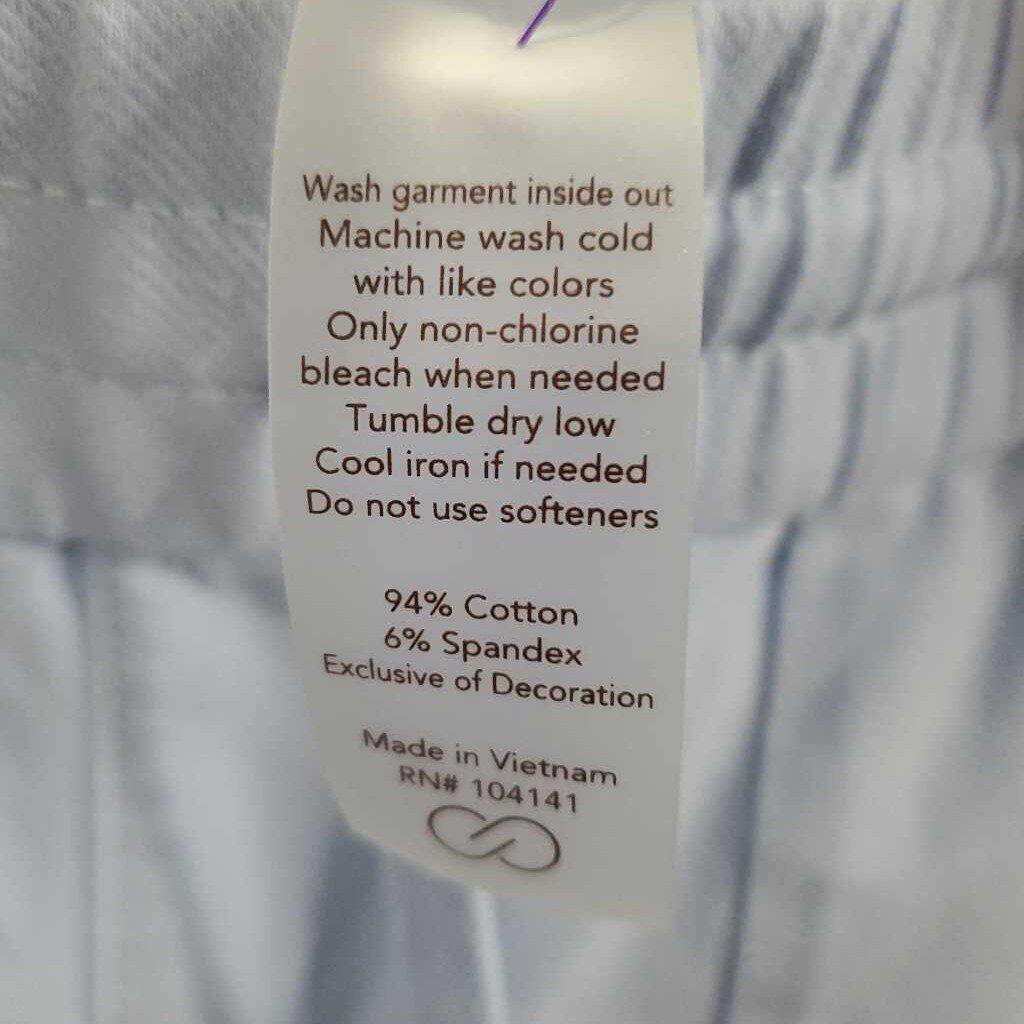 Wash garment inside out
Machine wash cold
with like colors
Only non-chlorine
bleach when needed
Tumble dry low
Cool iron if needed
Do not use softeners
94% Cotton
6% Spandex
Exclusive of Decoration
Made in Vietnam
RN# 104141